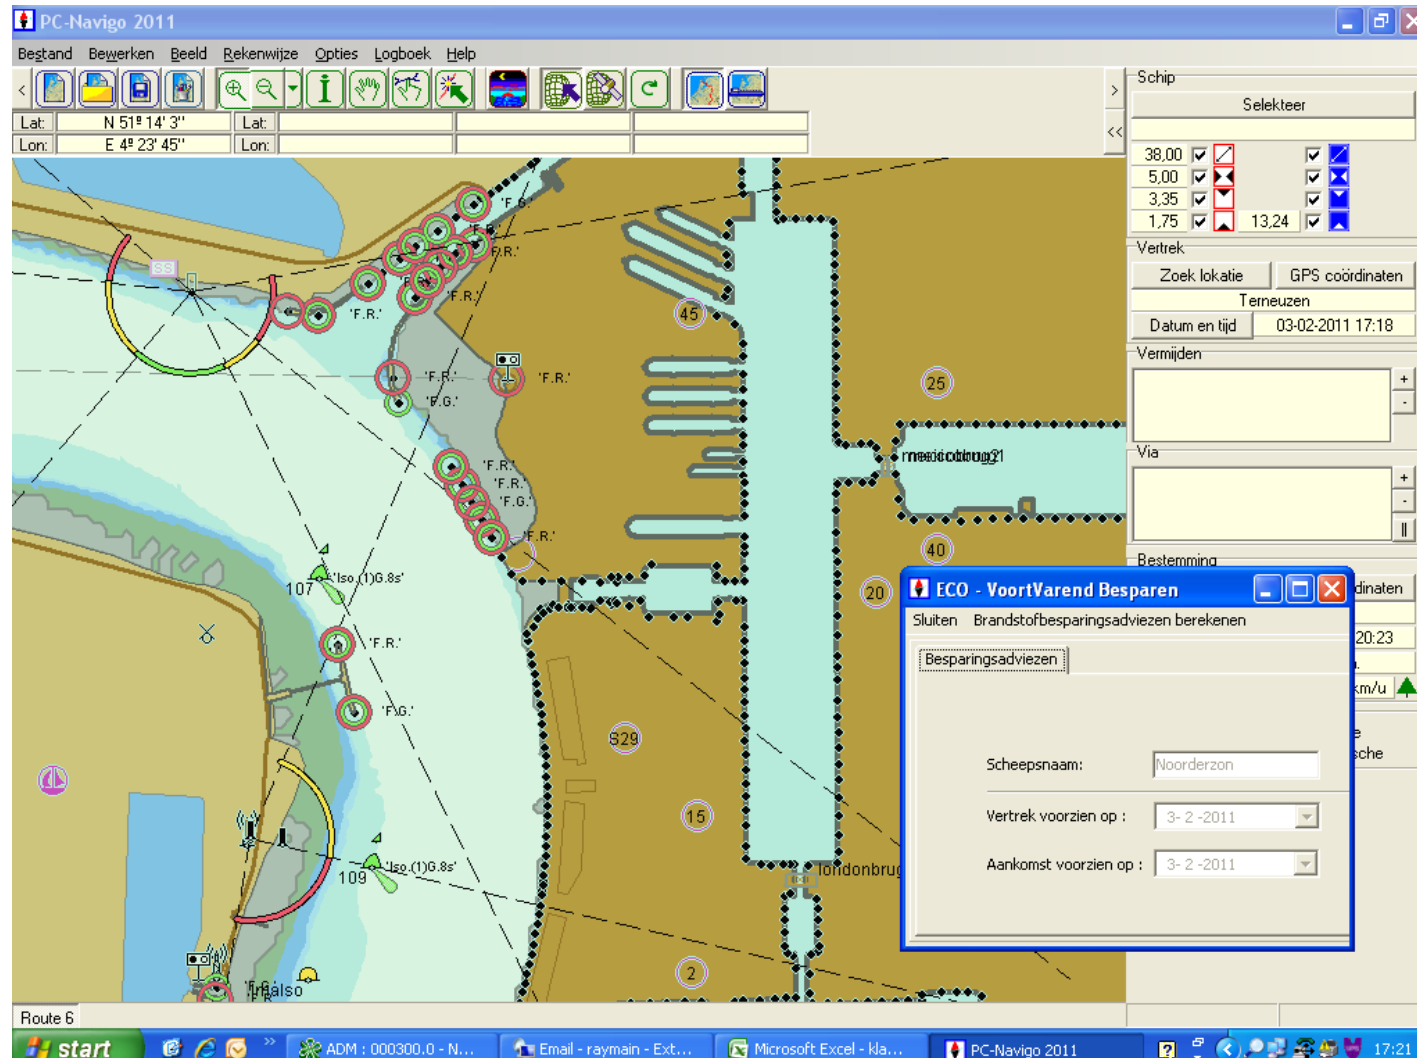 PC-Navigo 2011
Bestand Bewerken Beeld Rekenwijze Opties Logboek Help
Lat: N 51º 14' 3'' Lat:
Lon: E 4º 23' 45'' Lon:
Schip
Selekteer
38,00
5,00
3,35
1,75 13,24
Vertrek
Zoek lokatie GPS coördinaten
Terneuzen
Datum en tijd 03-02-2011 17:18
Vermijden
+
-
Via
+
-
||
Bestemming
dinaten
20:23
km/u
sche
'F.G.'
'F.R.'
SS
'F.R.'
'F.R.'
'F.R.'
45
'F.R.'
'F.R.'
'F.G.'
25
'F.R.'
'F.R.'
'F.G.'
'F.R.'
40
20
107
'Iso.(1)G.8s'
'F.R.'
'F.G.'
S29
15
109
'Iso.(1)G.8s'
londonbrug
2
ECO - VoortVarend Besparen
Sluiten Brandstofbesparingsadviezen berekenen
Besparingsadviezen
Scheepsnaam: Noorderzon
Vertrek voorzien op : 3- 2 -2011
Aankomst voorzien op : 3- 2 -2011
Route 6
start
ADM : 000300.0 - N...
Email - raymain - Ext...
Microsoft Excel - kla...
PC-Navigo 2011
17:21